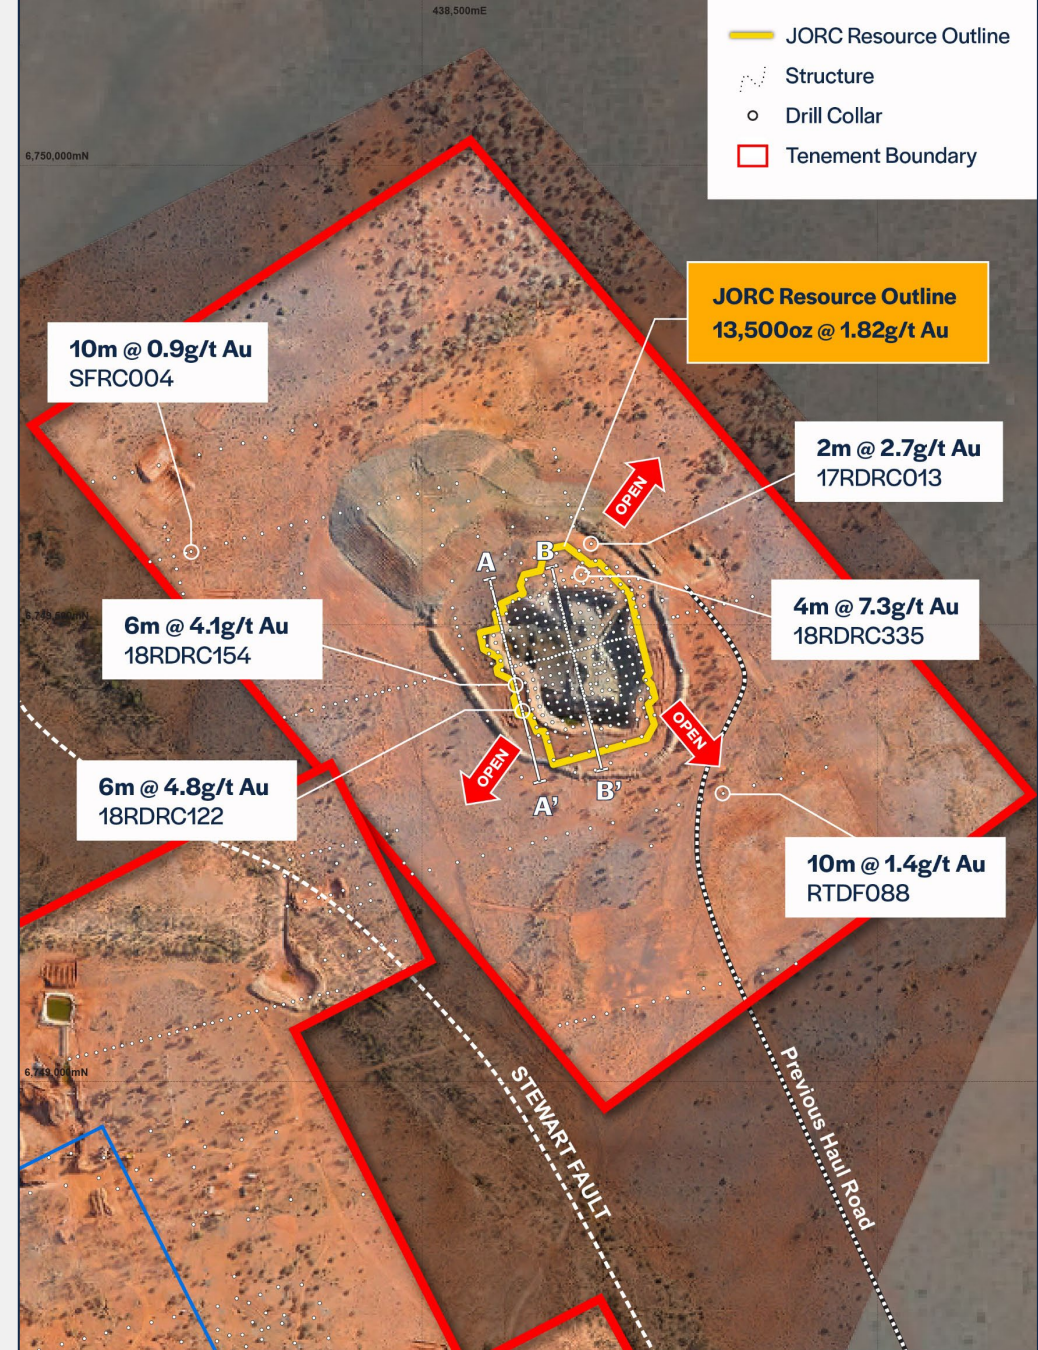 438,500mE
JORC Resource Outline
Structure
Drill Collar
Tenement Boundary
6,750,000mN
JORC Resource Outline
13,500oz @ 1.82g/t Au
10m @ 0.9g/t Au
SFRC004
2m @ 2.7g/t Au
17RDRC013
OPEN
A
B
4m @ 7.3g/t Au
18RDRC335
6,749,500mN
6m @ 4.1g/t Au
18RDRC154
OPEN
OPEN
6m @ 4.8g/t Au
18RDRC122
A'
B'
10m @ 1.4g/t Au
RTDF088
6,749,000mN
STEWART FAULT
Previous Haul Road